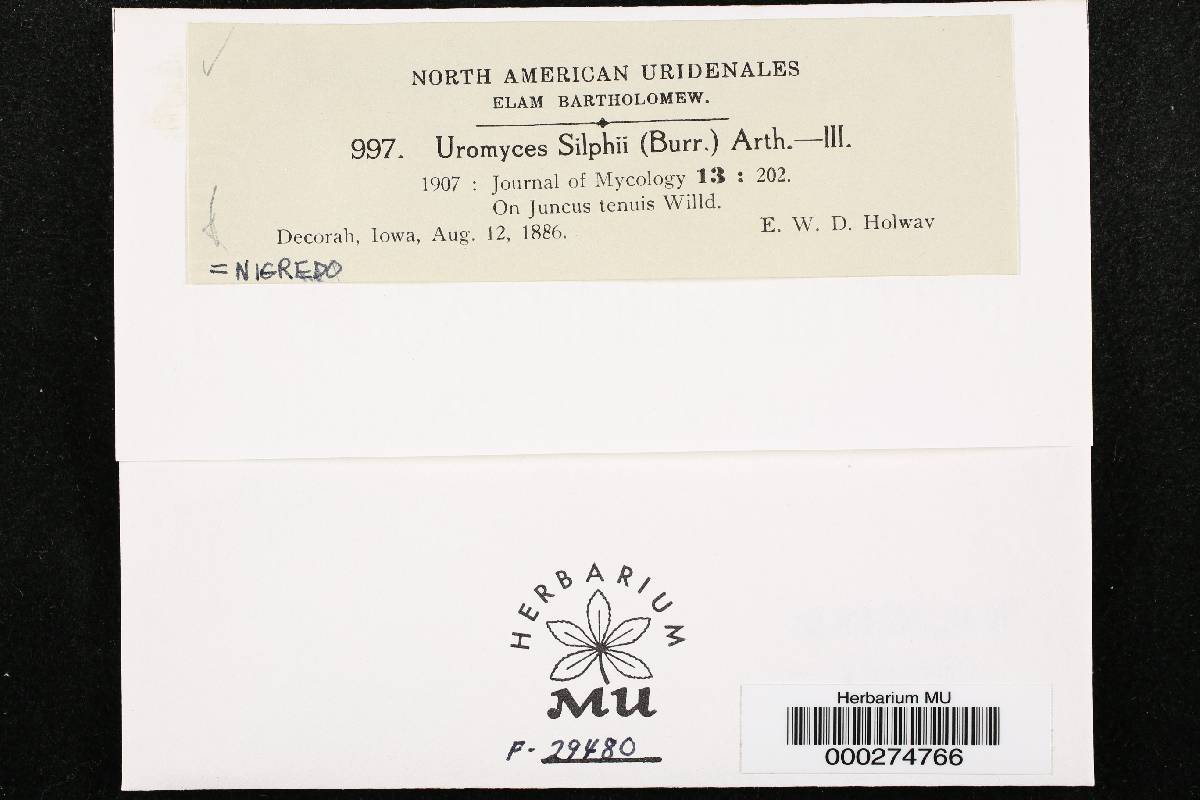 NORTH AMERICAN URIDENALES
ELAM BARTHOLOMEW.
997. Uromyces Silphii (Burr.) Arth.—III.
1907 : Journal of Mycology 13 : 202.
On Juncus tenuis Willd.
Decorah, Iowa, Aug. 12, 1886. E. W. D. Holway
= NIGREDO
HERBARIUM
MU
F- 29480
Herbarium MU
000274766